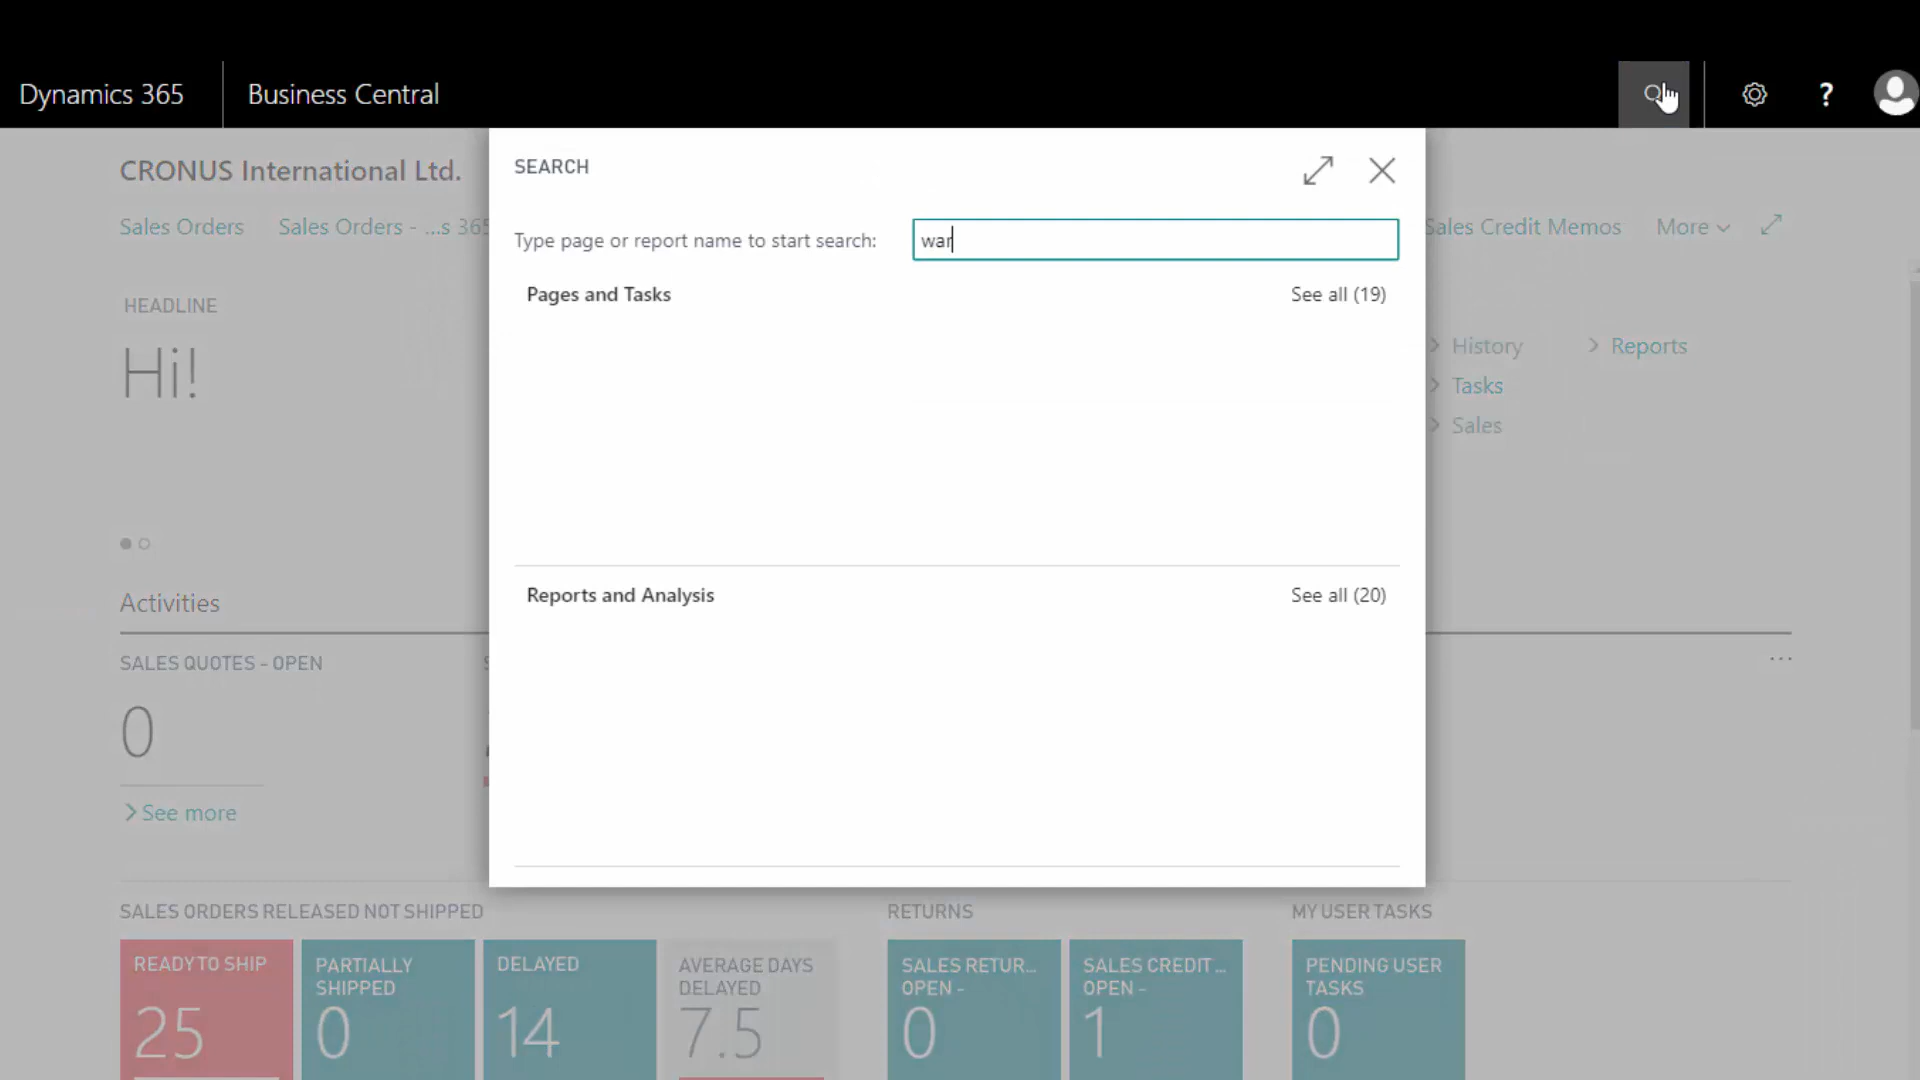 Dynamics 365
Business Central
?
CRONUS International Ltd.
Sales Orders
Sales Orders - ...s 365
Sales Credit Memos
More
SEARCH
Type page or report name to start search:
war
Pages and Tasks
See all (19)
HEADLINE
Hi!
History
Reports
Tasks
Sales
Reports and Analysis
See all (20)
Activities
SALES QUOTES - OPEN
0
See more
SALES ORDERS RELEASED NOT SHIPPED
RETURNS
MY USER TASKS
READY TO SHIP
25
PARTIALLY
SHIPPED
0
DELAYED
14
AVERAGE DAYS
DELAYED
7.5
SALES RETUR...
OPEN -
0
SALES CREDIT ...
OPEN -
1
PENDING USER
TASKS
0